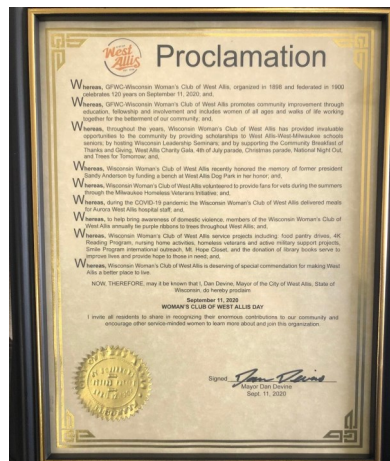 West
Allis
Proclamation
Whereas, GFWC-Wisconsin Woman's Club of West Allis, organized in 1898 and federated in 1900
celebrates 120 years on September 11, 2020; and,
Whereas, GFWC-Wisconsin Woman's Club of West Allis promotes community improvement through
education, fellowship and involvement and includes women of all ages and walks of life working
together for the betterment of our community; and,
Whereas, throughout the years, Wisconsin Woman's Club of West Allis has provided invaluable
opportunities to the community by providing scholarships to West Allis-West-Milwaukee schools
seniors; by hosting Wisconsin Leadership Seminars; and by supporting the Community Breakfast of
Thanks and Giving, West Allis Charity Gala, 4th of July parade, Christmas parade, National Night Out,
and Trees for Tomorrow; and,
Whereas, Wisconsin Woman's Club of West Allis recently honored the memory of former president
Sandy Anderson by funding a bench at West Allis Dog Park in her honor; and,
Whereas, Wisconsin Woman's Club of West Allis volunteered to provide fans for vets during the summers
through the Milwaukee Homeless Veterans Initiative; and,
Whereas, during the COVID-19 pandemic the Wisconsin Woman's Club of West Allis delivered meals
for Aurora West Allis hospital staff; and,
Whereas, to help bring awareness of domestic violence, members of the Wisconsin Woman's Club of
West Allis annually tie purple ribbons to trees throughout West Allis; and,
Whereas, Wisconsin Woman's Club of West Allis service projects including: food pantry drives, 4K
Reading Program, nursing home activities, homeless veterans and active military support projects,
Smile Program international outreach, Mt. Hope Closet, and the donation of library books serve to
improve lives and provide hope to those in need; and,
Whereas, Wisconsin Woman's Club of West Allis is deserving of special commendation for making West
Allis a better place to live.
NOW, THEREFORE, may it be known that I, Dan Devine, Mayor of the City of West Allis, State of
Wisconsin, do hereby proclaim
September 11, 2020
WOMAN'S CLUB OF WEST ALLIS DAY
I invite all residents to share in recognizing their enormous contributions to our community and
encourage other service-minded women to learn more about and join this organization.
Signed Dan Devine
Mayor Dan Devine
Sept. 11, 2020